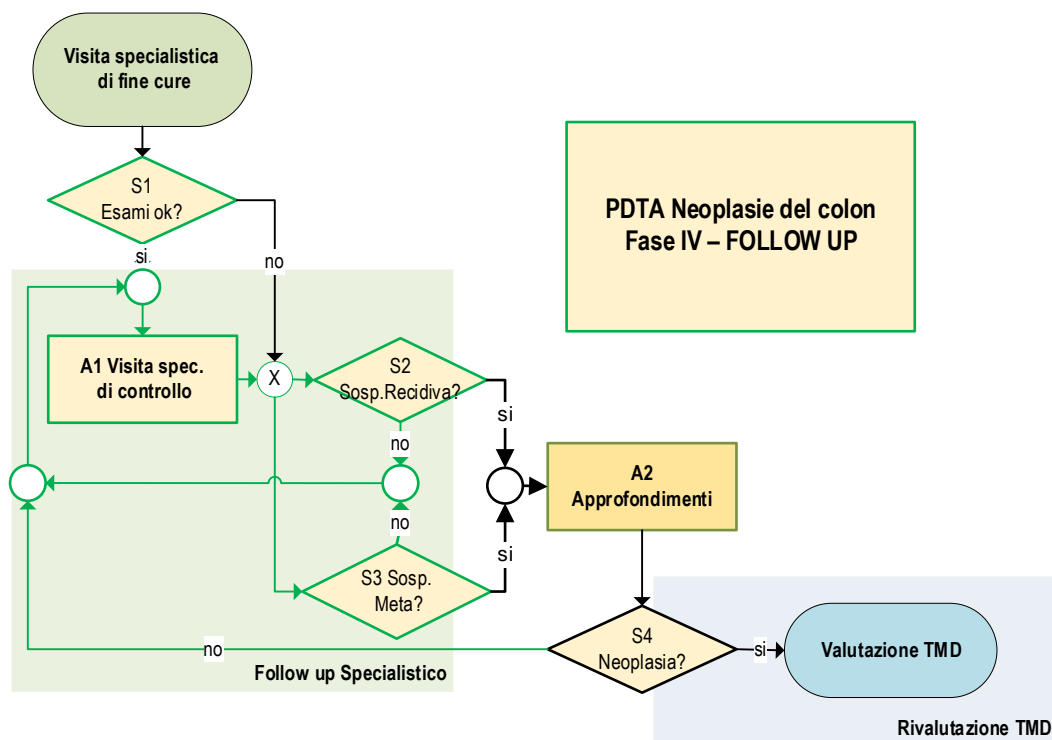 Visita specialistica
di fine cure
S1
Esami ok?
si.
no
PDTA Neoplasie del colon
Fase IV – FOLLOW UP
A1 Visita spec.
di controllo
X
S2
Sosp.Recidiva?
si
no
A2
Approfondimenti
no
si
S3 Sosp.
Meta?
S4
Neoplasia?
no
si
Valutazione TMD
Follow up Specialistico
Rivalutazione TMD